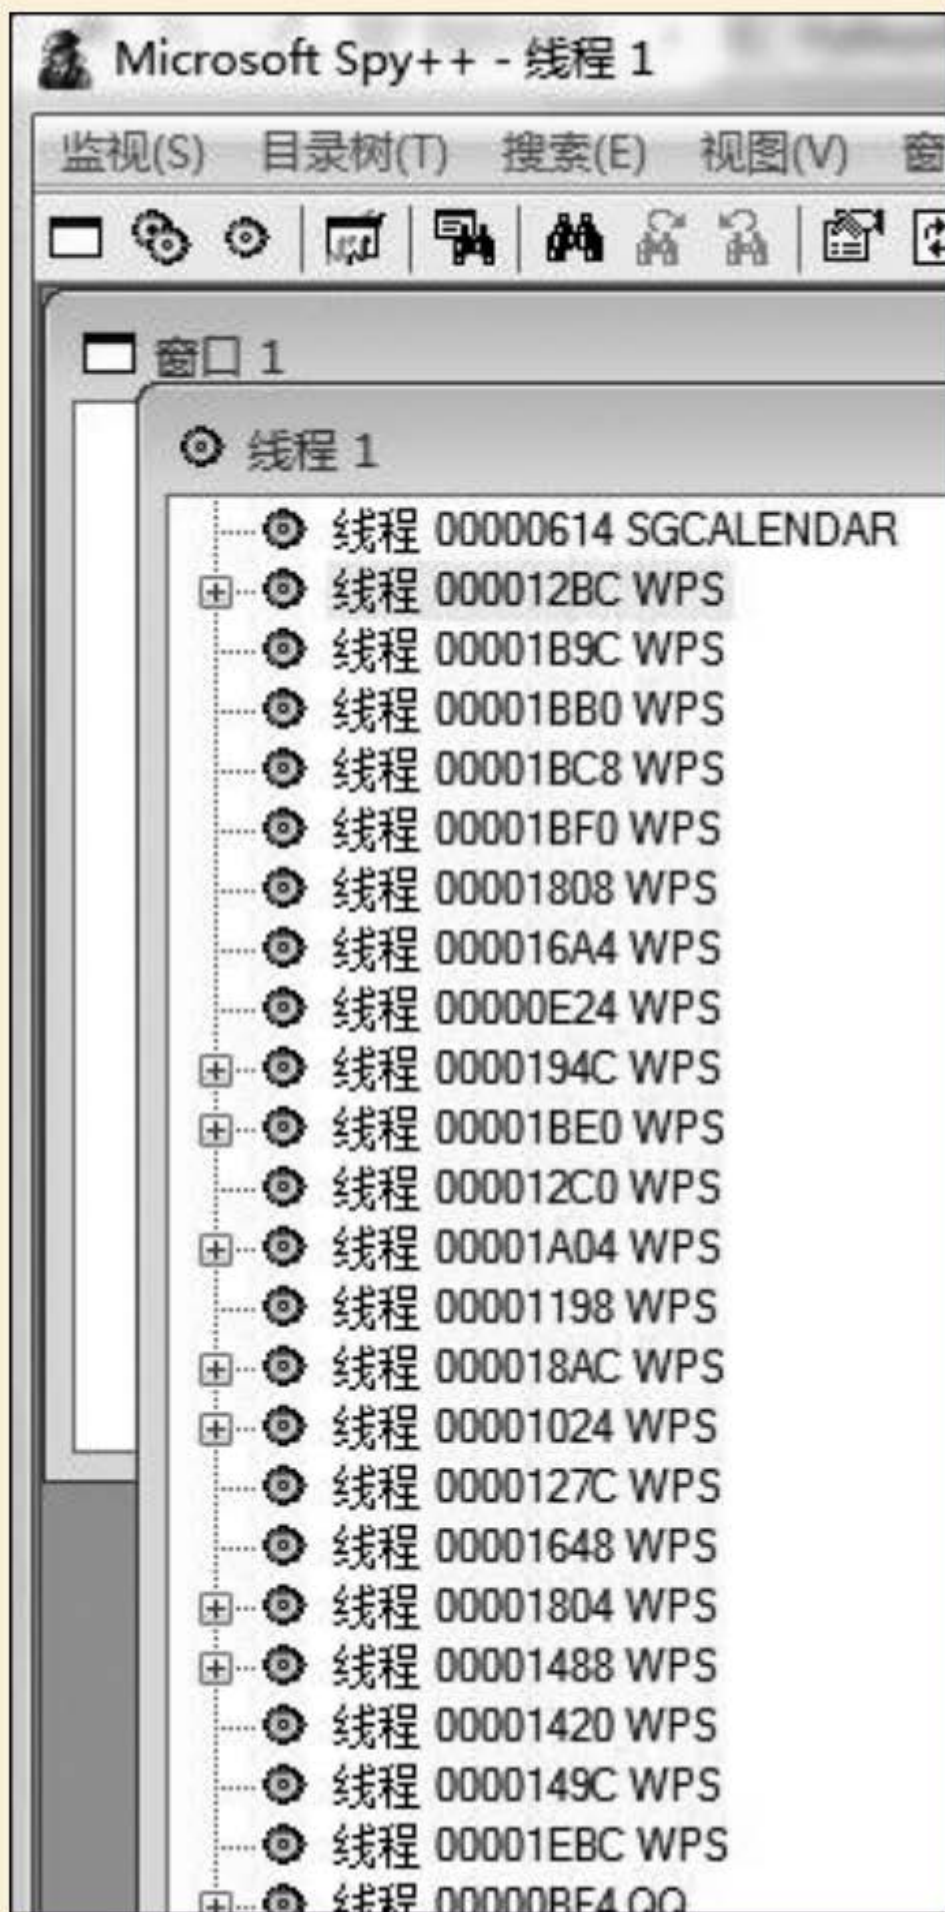 Microsoft Spy++ - 线程 1
监视(S) 目录树(T) 搜索(E) 视图(V) 窗
窗口 1
线程 1
线程 00000614 SGCALENDAR
线程 000012BC WPS
线程 00001B9C WPS
线程 00001BB0 WPS
线程 00001BC8 WPS
线程 00001BF0 WPS
线程 00001808 WPS
线程 000016A4 WPS
线程 00000E24 WPS
线程 0000194C WPS
线程 00001BE0 WPS
线程 000012C0 WPS
线程 00001A04 WPS
线程 00001198 WPS
线程 000018AC WPS
线程 00001024 WPS
线程 0000127C WPS
线程 00001648 WPS
线程 00001804 WPS
线程 00001488 WPS
线程 00001420 WPS
线程 0000149C WPS
线程 00001EBC WPS
线程 00000BF4 QQ